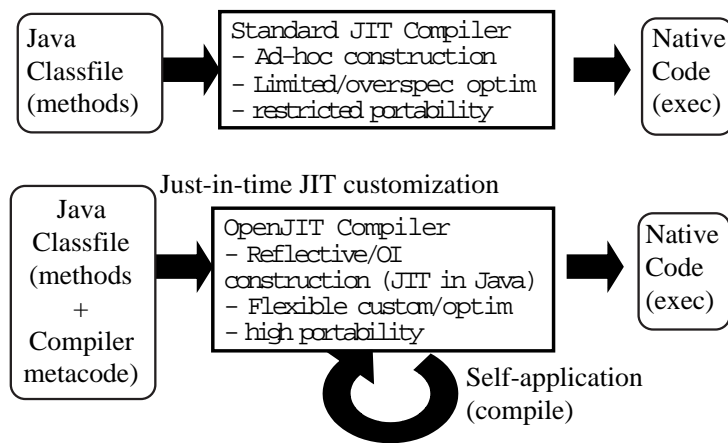 Java
Classfile
(methods)
Standard JIT Compiler
- Ad-hoc construction
- Limited/overspec optim
- restricted portability
Native
Code
(exec)
Just-in-time JIT customization
Java
Classfile
(methods
+
Compiler
metacode)
OpenJIT Compiler
- Reflective/OI
construction (JIT in Java)
- Flexible custom/optim
- high portability
Native
Code
(exec)
Self-application
(compile)